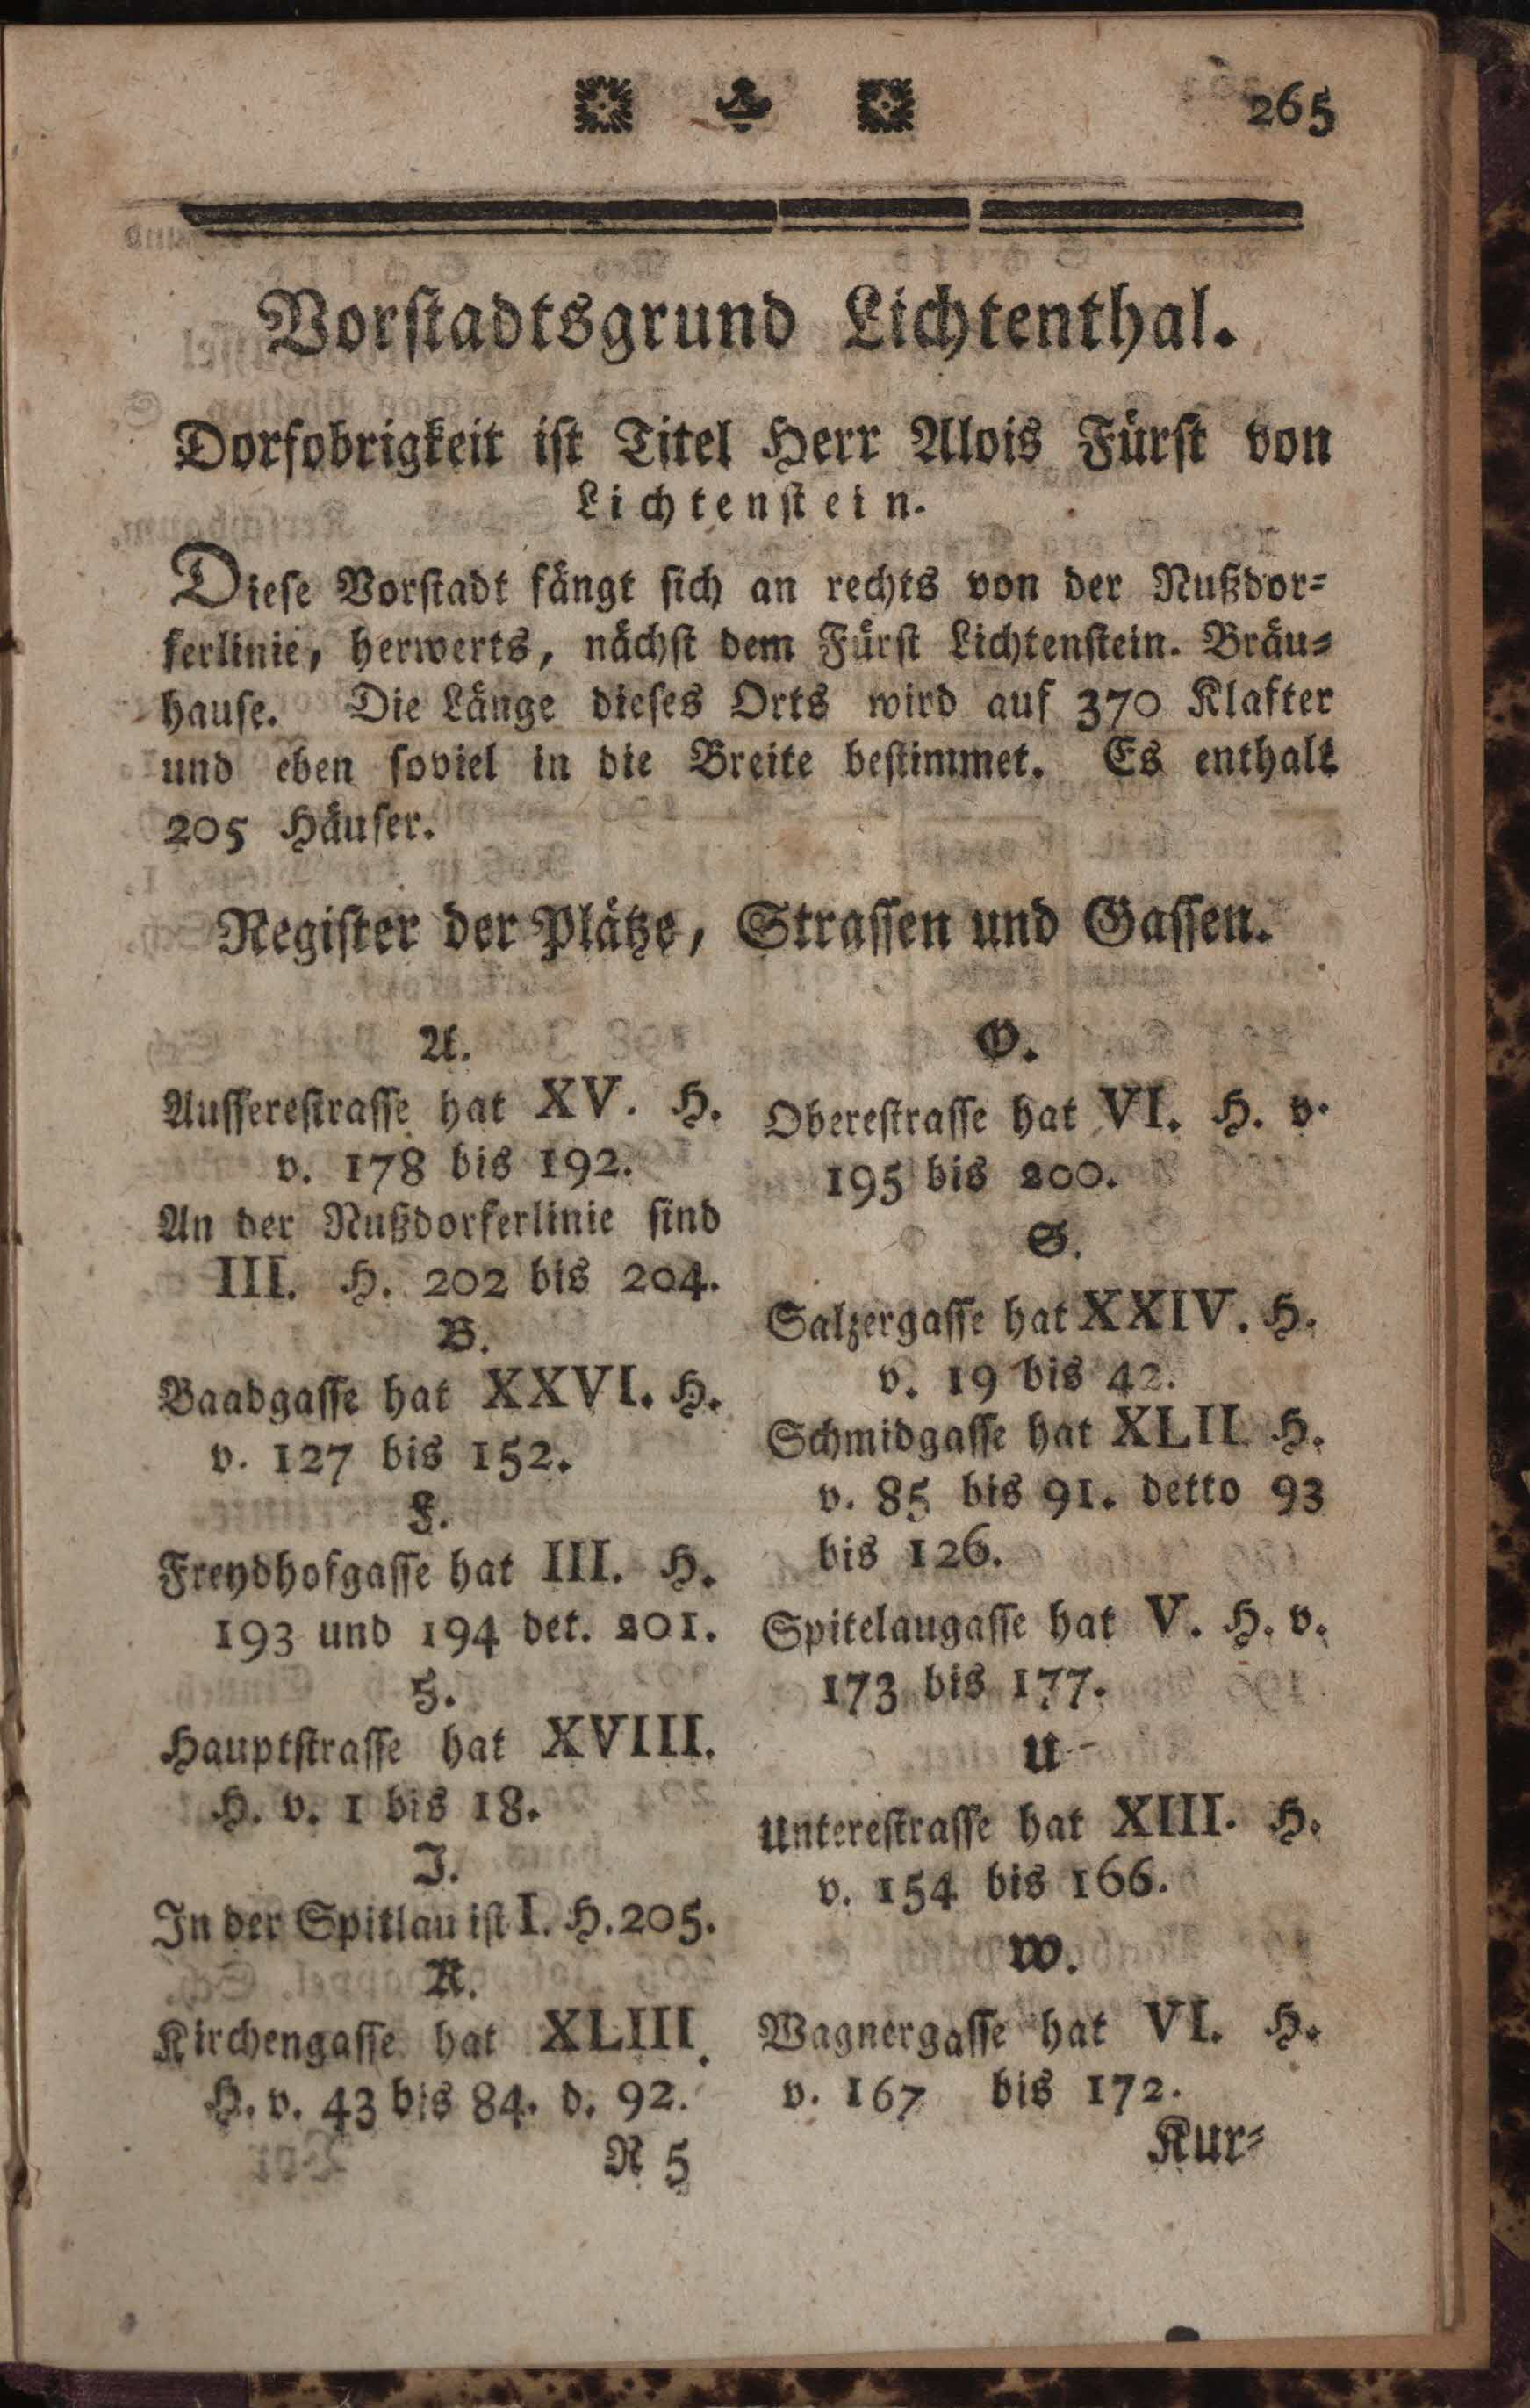 265
Vorstadtsgrund Lichtenthal.
Dorfobrigkeit ist Titel Herr Alois Fürst von
Lichtenstein.
Diese Vorstadt fängt sich an rechts von der Nußdor=
ferlinie, herwerts, nächst dem Fürst Lichtenstein. Bräu=
hause. Die Länge dieses Orts wird auf 370 Klafter
und eben soviel in die Breite bestimmet. Es enthalt
205 Häuser.
Register der Plätze, Strassen und Gassen.
A.
Ausserestrasse hat XV. H.
v. 178 bis 192.
An der Nußdorferlinie sind
III. H. 202 bis 204.
B.
Baadgasse hat XXVI. H.
v. 127 bis 152.
F.
Freydhofgasse hat III. H.
193 und 194 det. 201.
H.
Hauptstrasse hat XVIII.
H. v. 1 bis 18.
I.
In der Spitlau ist I. H. 205.
K.
Kirchengasse hat XLIII.
H. v. 43 bis 84. d. 92.
O.
Oberestrasse hat VI. H. v.
195 bis 200.
S.
Salzergasse hat XXIV. H.
v. 19 bis 42.
Schmidgasse hat XLII. H.
v. 85 bis 91. detto 93
bis 126.
Spitelaugasse hat V. H. v.
173 bis 177.
U
Unterestrasse hat XIII. H.
v. 154 bis 166.
W.
Wagnergasse hat VI. H.
v. 167 bis 172.
R 5
Kur=